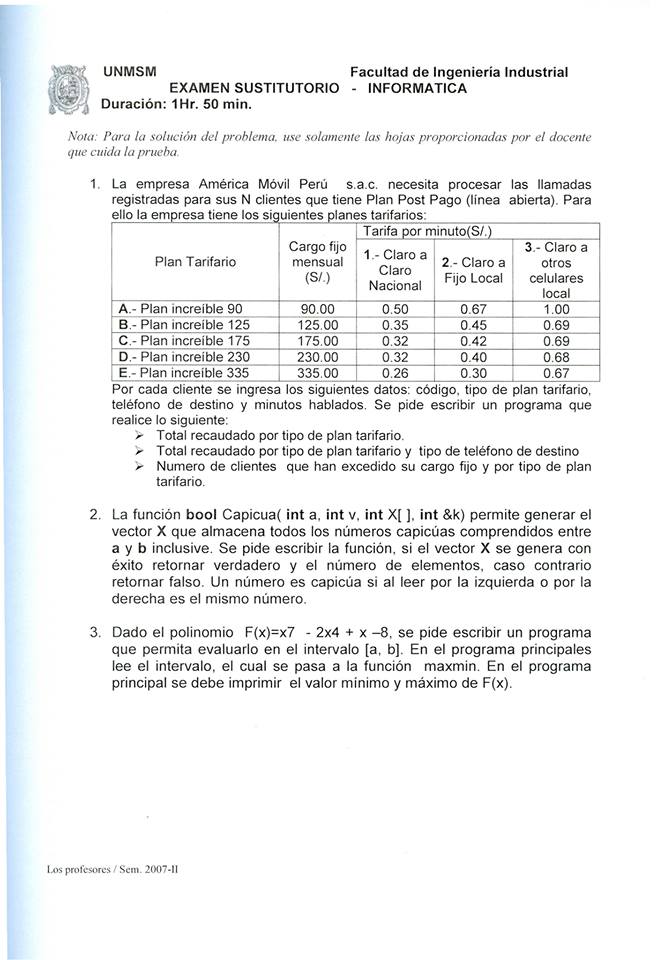 UNMSM Facultad de Ingeniería Industrial
EXAMEN SUSTITUTORIO - INFORMATICA
Duración: 1Hr. 50 min.
Nota: Para la solución del problema, use solamente las hojas proporcionadas por el docente
que cuida la prueba.
1. La empresa América Móvil Perú s.a.c. necesita procesar las llamadas
registradas para sus N clientes que tiene Plan Post Pago (línea abierta). Para
ello la empresa tiene los siguientes planes tarifarios:
Plan Tarifario
Cargo fijo
mensual
(S/.)
Tarifa por minuto(S/.)
1.- Claro a
Claro
Nacional
2.- Claro a
Fijo Local
3.- Claro a
otros
celulares
local
A.- Plan increíble 90 90.00 0.50 0.67 1.00
B.- Plan increíble 125 125.00 0.35 0.45 0.69
C.- Plan increíble 175 175.00 0.32 0.42 0.69
D.- Plan increíble 230 230.00 0.32 0.40 0.68
E.- Plan increíble 335 335.00 0.26 0.30 0.67
Por cada cliente se ingresa los siguientes datos: código, tipo de plan tarifario,
teléfono de destino y minutos hablados. Se pide escribir un programa que
realice lo siguiente:
➢ Total recaudado por tipo de plan tarifario.
➢ Total recaudado por tipo de plan tarifario y tipo de teléfono de destino
➢ Numero de clientes que han excedido su cargo fijo y por tipo de plan
tarifario.
2. La función bool Capicua( int a, int v, int X[ ], int &k) permite generar el
vector X que almacena todos los números capicúas comprendidos entre
a y b inclusive. Se pide escribir la función, si el vector X se genera con
éxito retornar verdadero y el número de elementos, caso contrario
retornar falso. Un número es capicúa si al leer por la izquierda o por la
derecha es el mismo número.
3. Dado el polinomio F(x)=x7 - 2x4 + x –8, se pide escribir un programa
que permita evaluarlo en el intervalo [a, b]. En el programa principales
lee el intervalo, el cual se pasa a la función maxmin. En el programa
principal se debe imprimir el valor mínimo y máximo de F(x).
Los profesores / Sem. 2007-II